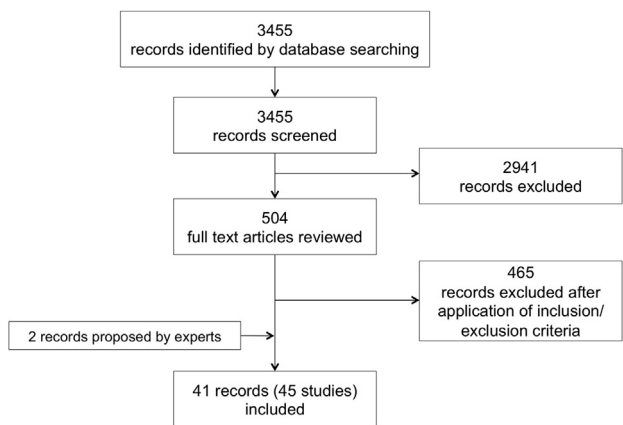 3455
records identified by database searching
3455
records screened
2941
records excluded
504
full text articles reviewed
465
records excluded after
application of inclusion/
exclusion criteria
2 records proposed by experts
41 records (45 studies)
included